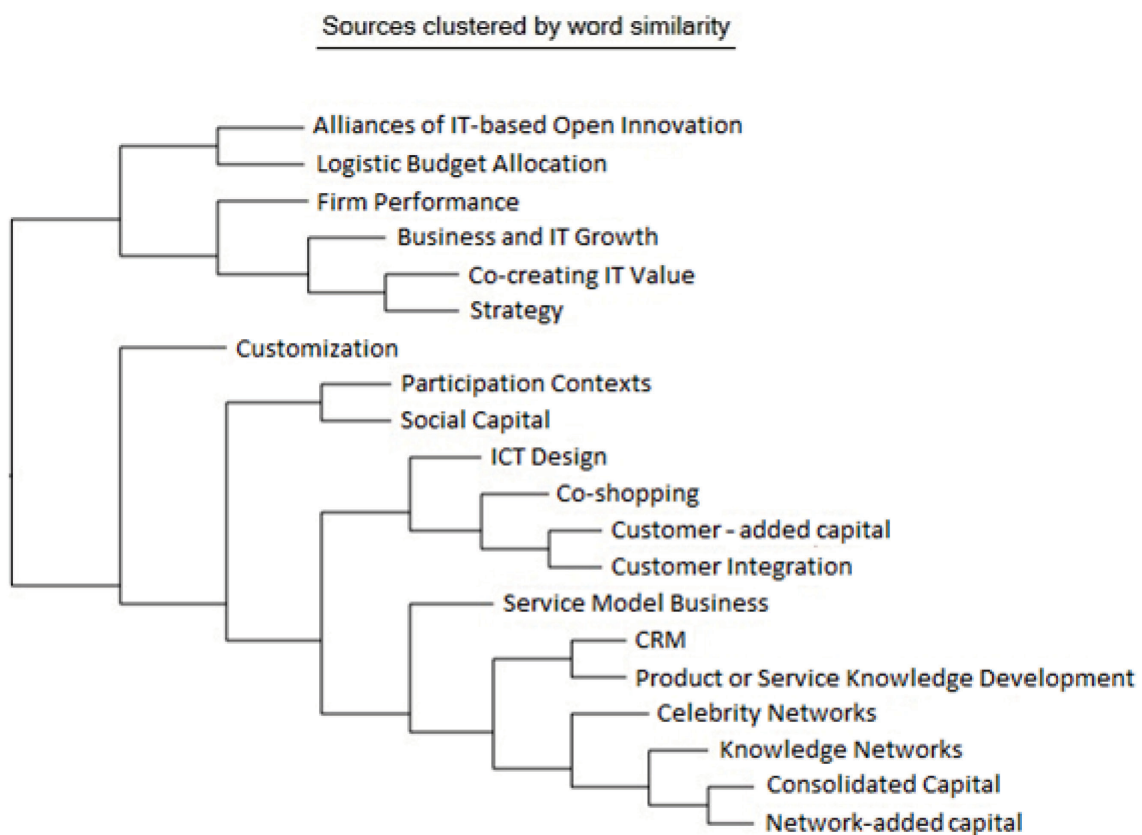 Sources clustered by word similarity
Alliances of IT-based Open Innovation
Logistic Budget Allocation
Firm Performance
Business and IT Growth
Co-creating IT Value
Strategy
Customization
Participation Contexts
Social Capital
ICT Design
Co-shopping
Customer - added capital
Customer Integration
Service Model Business
CRM
Product or Service Knowledge Development
Celebrity Networks
Knowledge Networks
Consolidated Capital
Network-added capital